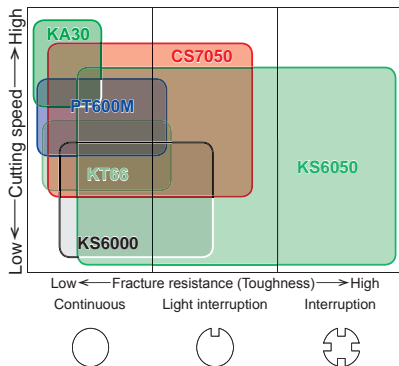 High
Cutting speed
Low
KA30
CS7050
PT600M
KT66
KS6050
KS6000
Low Fracture resistance (Toughness) High
Continuous Light interruption Interruption